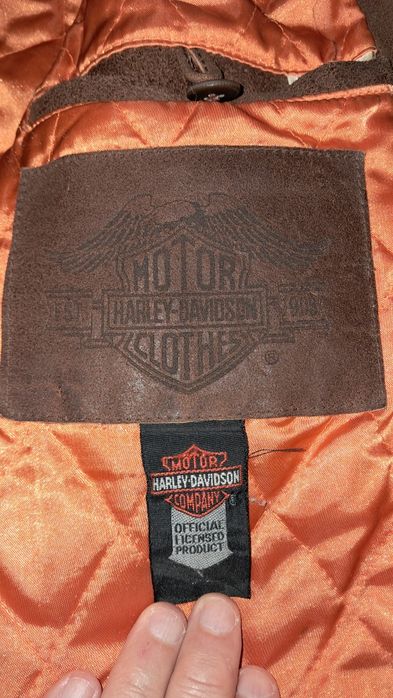 MOTOR
EST HARLEY-DAVIDSON 1903
CLOTHES
®
MOTOR
HARLEY-DAVIDSON
COMPANY
OFFICIAL
LICENSED
PRODUCT